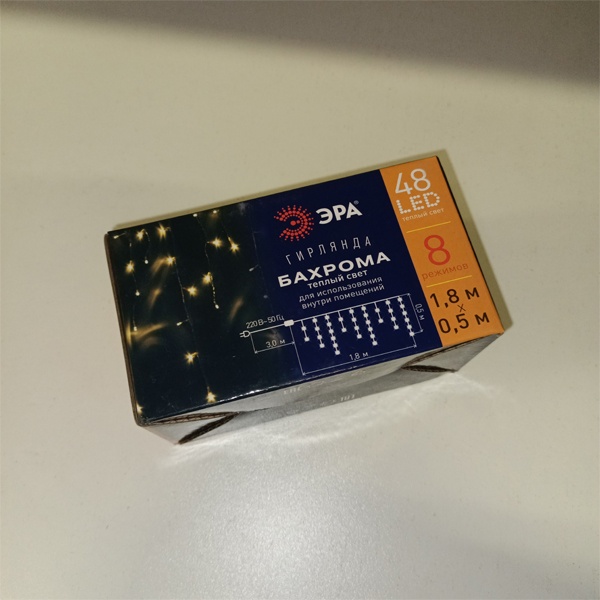 ЭРА
ГИРЛЯНДА
БАХРОМА
теплый свет
для использования
внутри помещений
220 В~50 Гц
3,0 м
1,8 м
0,5 м
48
LED
теплый свет
8
режимов
1,8 м
х
0,5 м